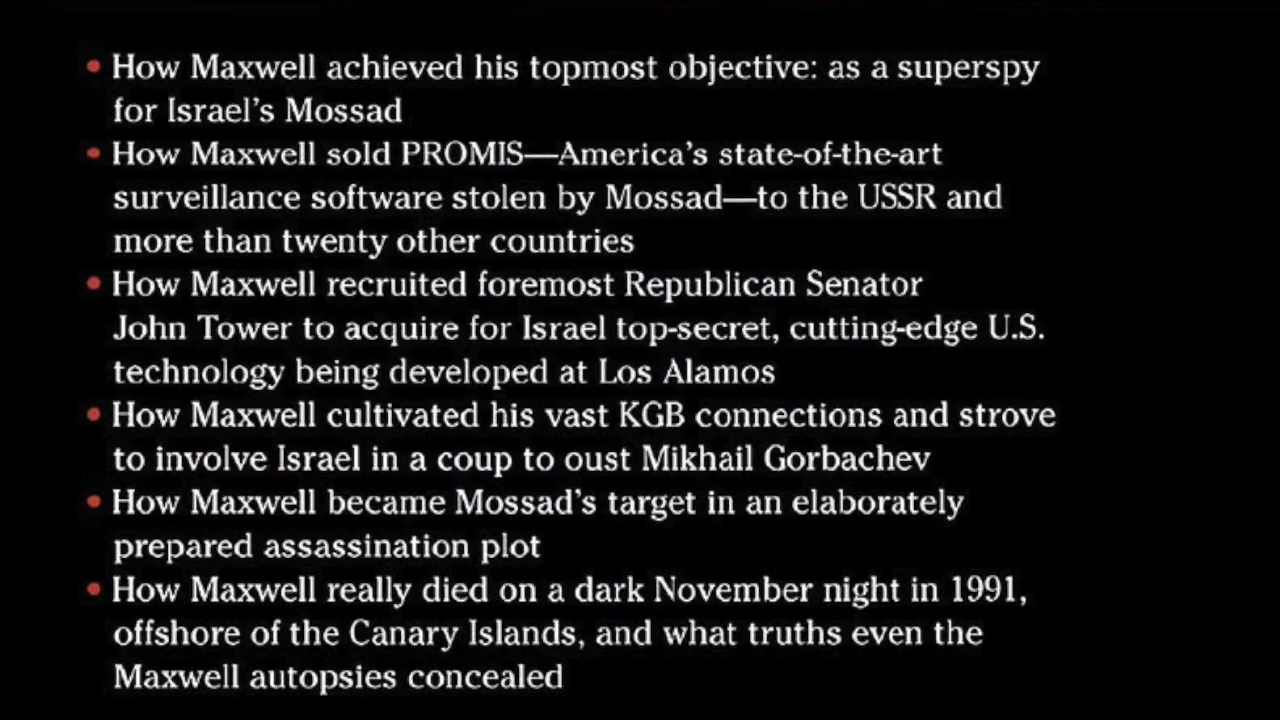 • How Maxwell achieved his topmost objective: as a superspy
for Israel's Mossad
• How Maxwell sold PROMIS—America's state-of-the-art
surveillance software stolen by Mossad—to the USSR and
more than twenty other countries
• How Maxwell recruited foremost Republican Senator
John Tower to acquire for Israel top-secret, cutting-edge U.S.
technology being developed at Los Alamos
• How Maxwell cultivated his vast KGB connections and strove
to involve Israel in a coup to oust Mikhail Gorbachev
• How Maxwell became Mossad's target in an elaborately
prepared assassination plot
• How Maxwell really died on a dark November night in 1991,
offshore of the Canary Islands, and what truths even the
Maxwell autopsies concealed